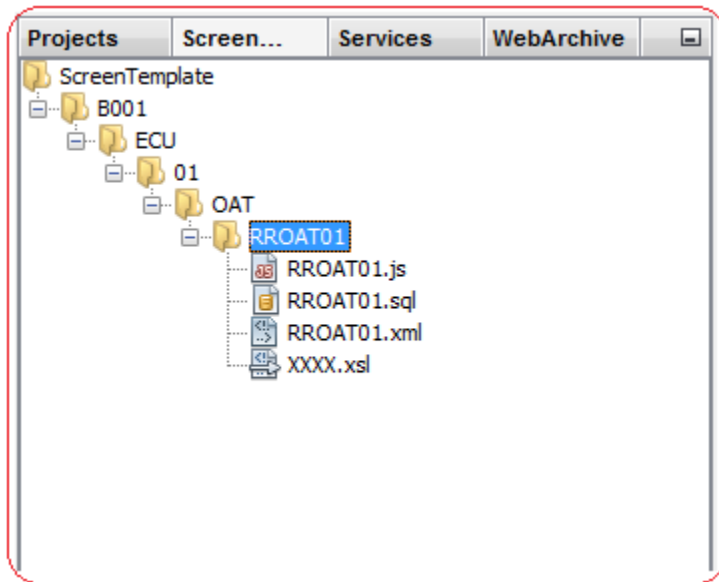 Projects Screen... Services WebArchive
ScreenTemplate
B001
ECU
01
OAT
RROAT01
RROAT01.js
RROAT01.sql
RROAT01.xml
XXXX.xsl